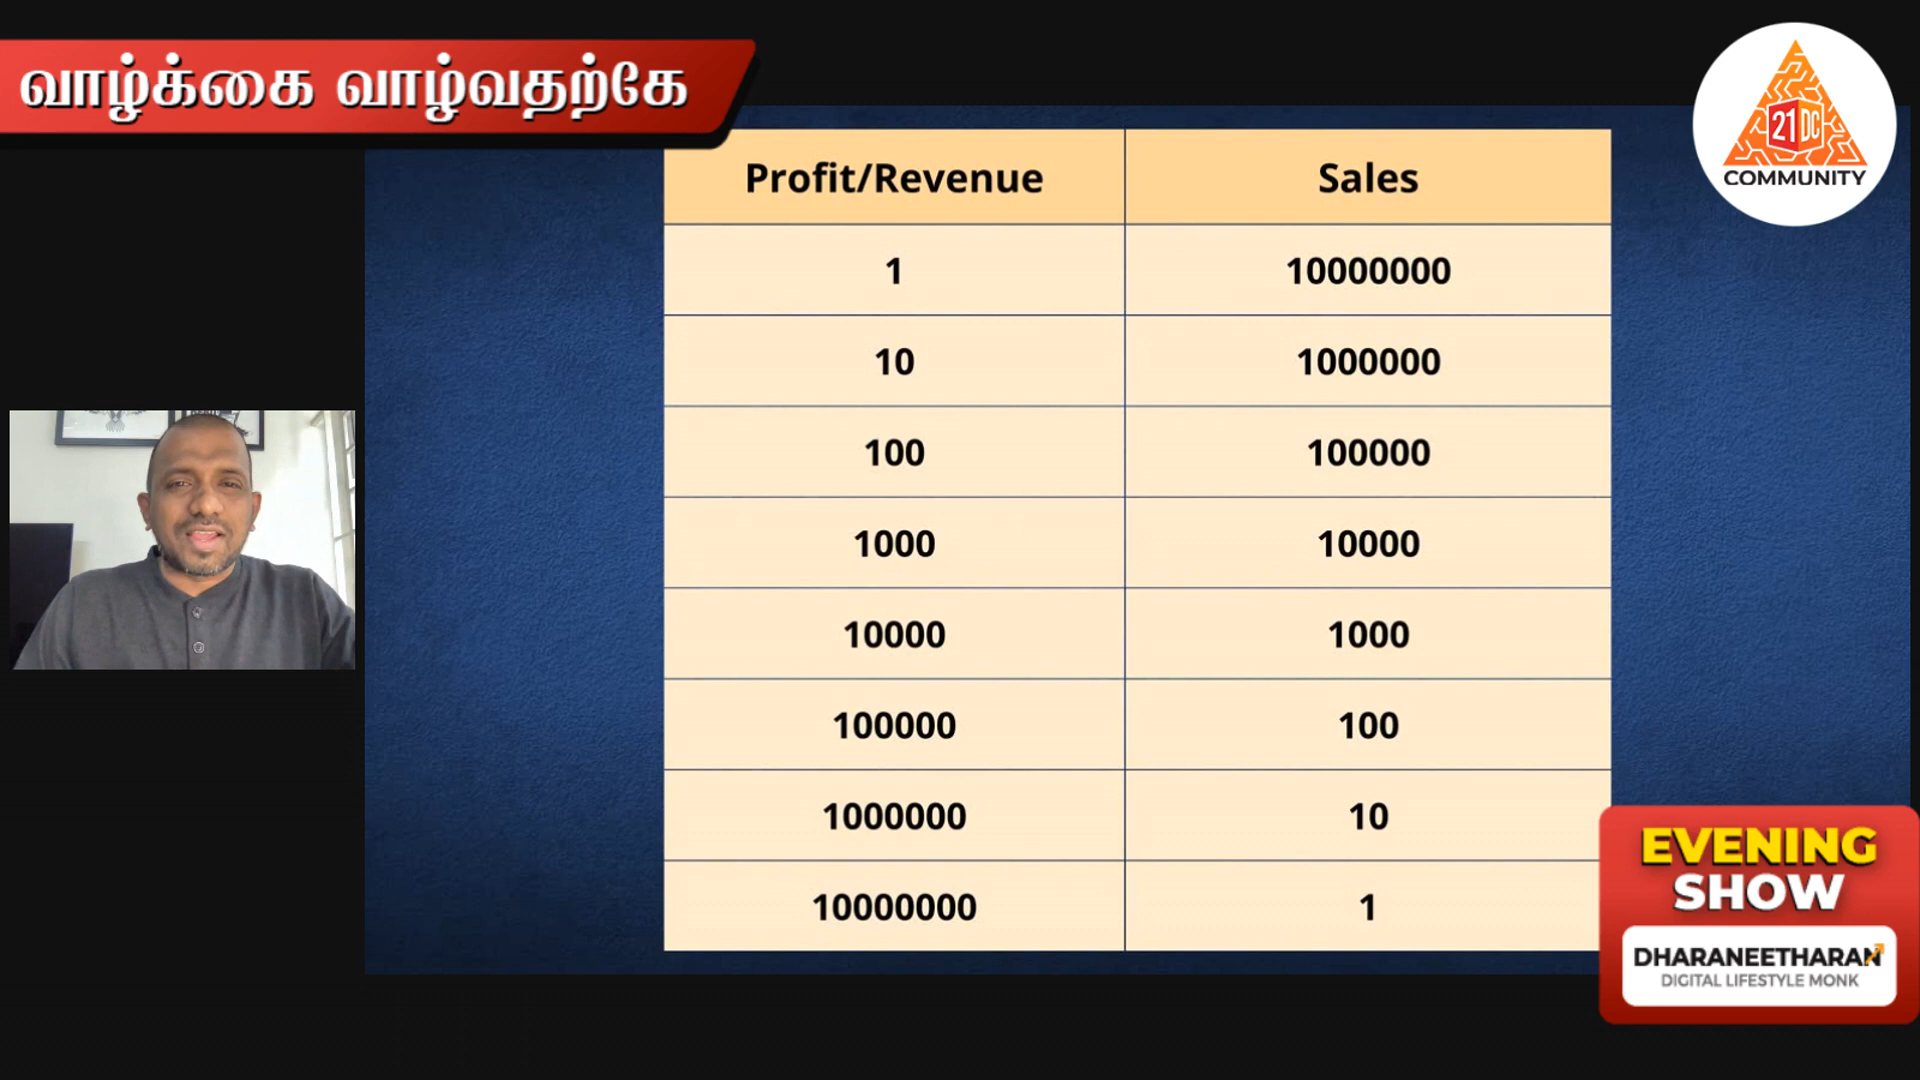 வாழ்க்கை வாழ்வதற்கே
21DC
COMMUNITY
Profit/Revenue Sales
1 10000000
10 1000000
100 100000
1000 10000
10000 1000
100000 100
1000000 10
10000000 1
EVENING
SHOW
DHARANEETHARAN
DIGITAL LIFESTYLE MONK